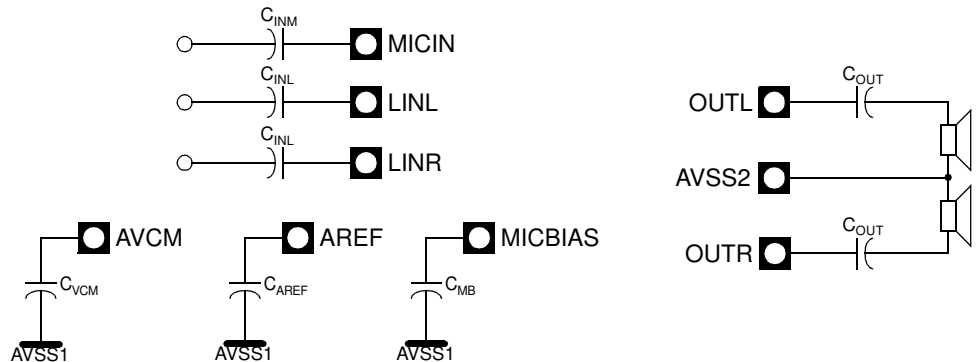 C_INM
MICIN
C_INL
LINL
C_INL
LINR
AVCM
C_VCM
AVSS1
AREF
C_AREF
AVSS1
MICBIAS
C_MB
AVSS1
C_OUT
OUTL
AVSS2
C_OUT
OUTR